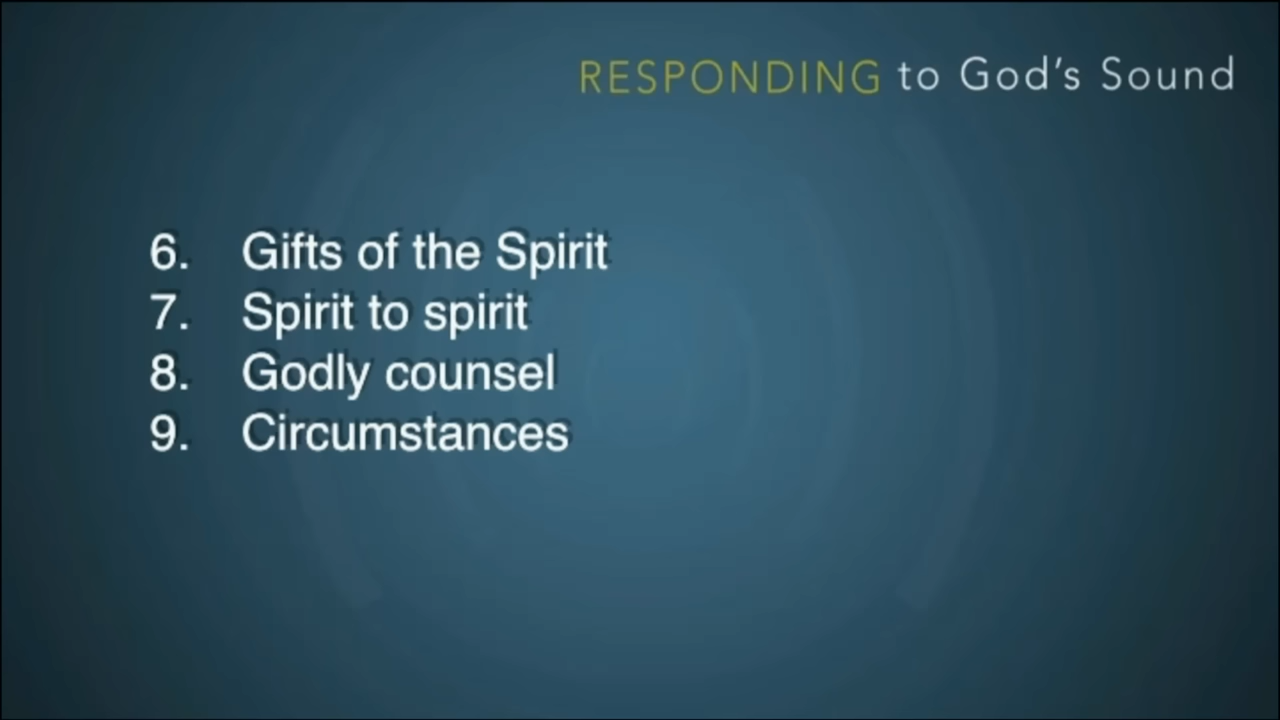 RESPONDING to God's Sound
6. Gifts of the Spirit
7. Spirit to spirit
8. Godly counsel
9. Circumstances